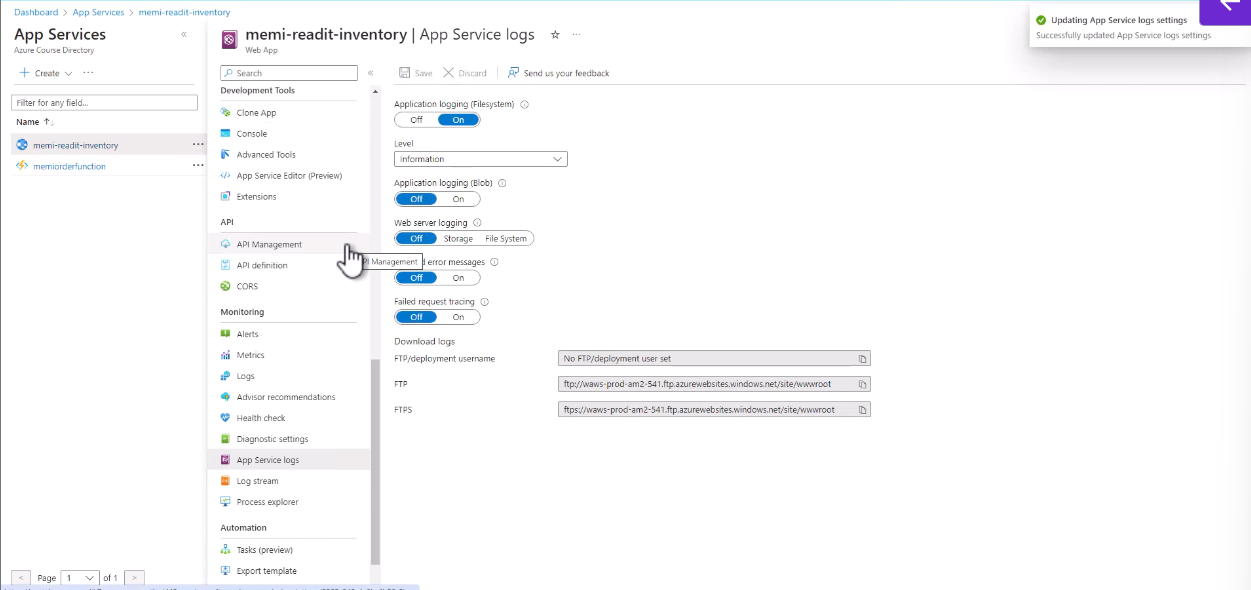 Dashboard > App Services > memi-readit-inventory
App Services
Azure Course Directory
Create
Filter for any field...
Name
memi-readit-inventory
memiorderfunction
Page 1 of 1
memi-readit-inventory | App Service logs
Web App
Search
Development Tools
Clone App
Console
Advanced Tools
App Service Editor (Preview)
Extensions
API
API Management
API definition
CORS
Monitoring
Alerts
Metrics
Logs
Advisor recommendations
Health check
Diagnostic settings
App Service logs
Log stream
Process explorer
Automation
Tasks (preview)
Export template
Save Discard Send us your feedback
Application logging (Filesystem)
Off On
Level
Information
Application logging (Blob)
Off On
Web server logging
Off Storage File System
error messages
Off On
Failed request tracing
Off On
Download logs
FTP/deployment username No FTP/deployment user set
FTP ftp://waws-prod-am2-541.ftp.azurewebsites.windows.net/site/wwwroot
FTPS ftps://waws-prod-am2-541.ftp.azurewebsites.windows.net/site/wwwroot
Management
Updating App Service logs settings
Successfully updated App Service logs settings